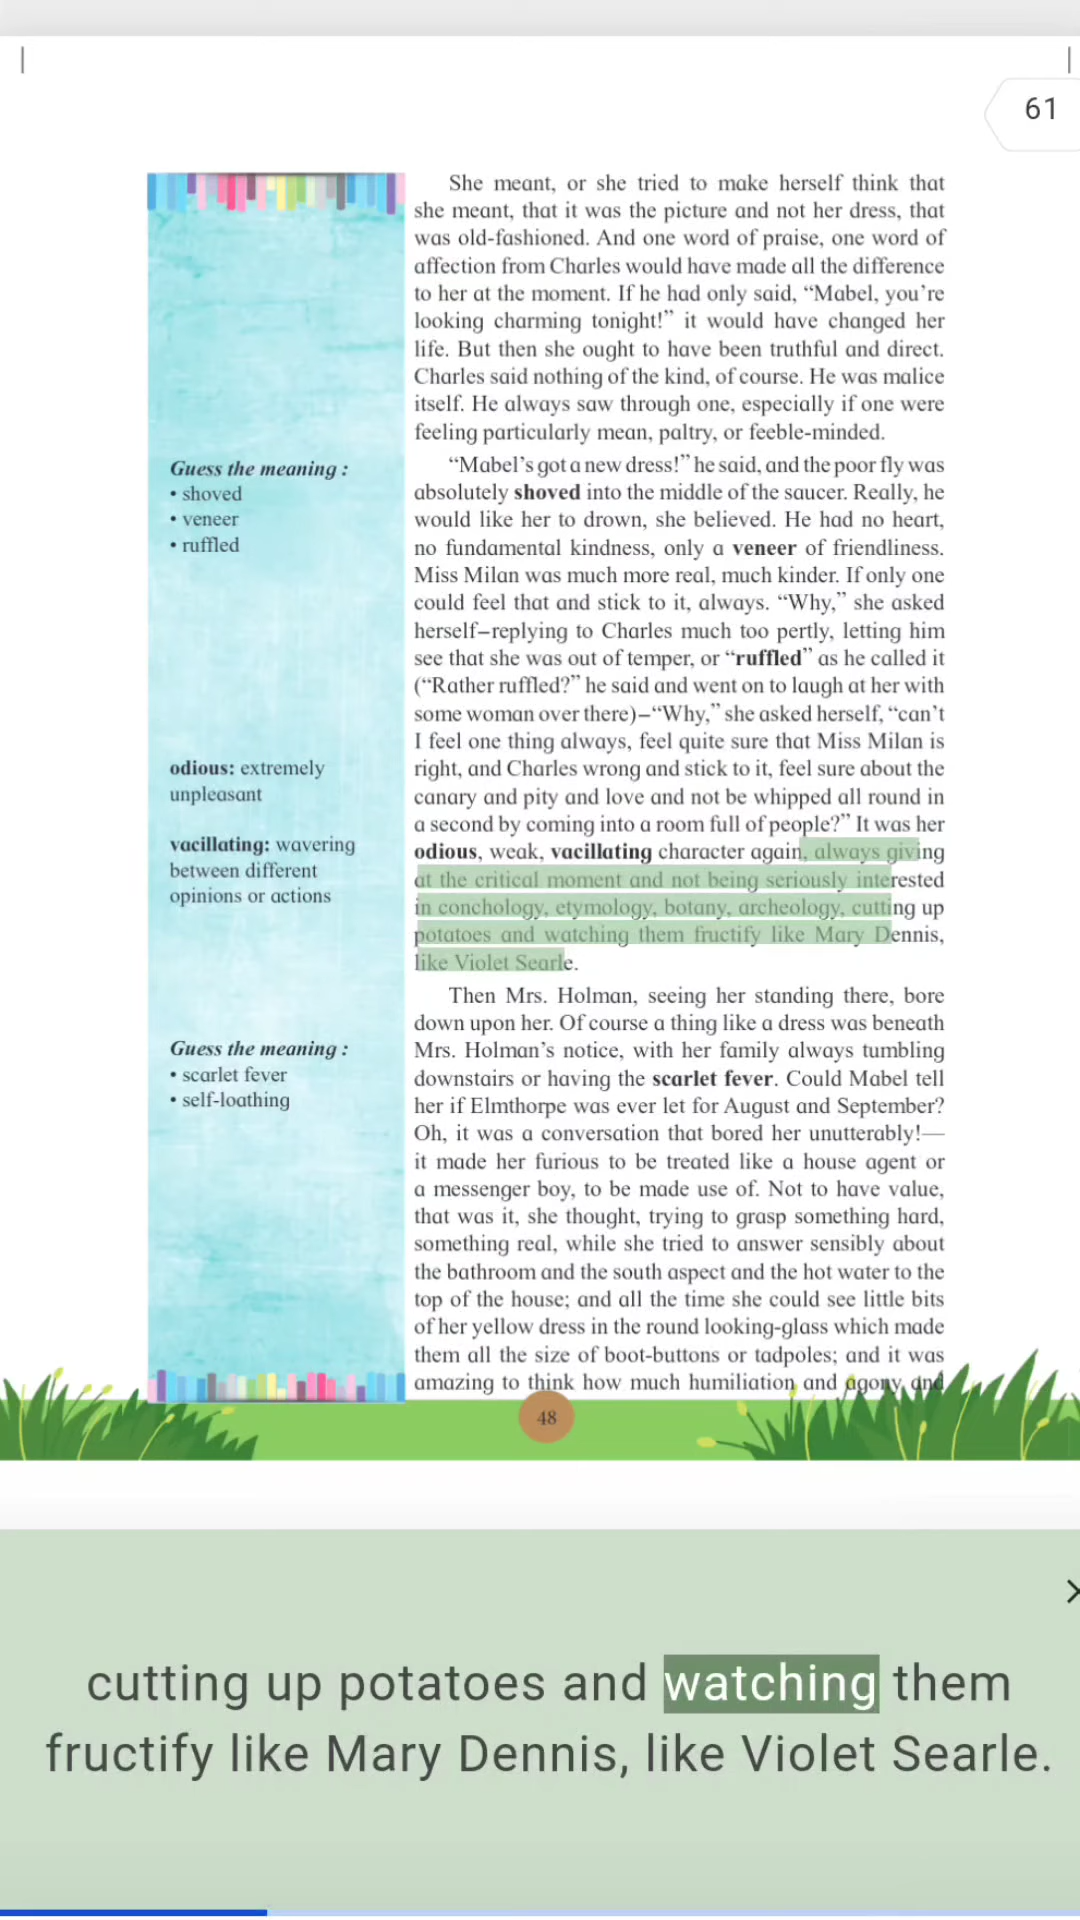 61
She meant, or she tried to make herself think that
she meant, that it was the picture and not her dress, that
was old-fashioned. And one word of praise, one word of
affection from Charles would have made all the difference
to her at the moment. If he had only said, “Mabel, you’re
looking charming tonight!” it would have changed her
life. But then she ought to have been truthful and direct.
Charles said nothing of the kind, of course. He was malice
itself. He always saw through one, especially if one were
feeling particularly mean, paltry, or feeble-minded.
Guess the meaning :
• shoved
• veneer
• ruffled
“Mabel’s got a new dress!” he said, and the poor fly was
absolutely shoved into the middle of the saucer. Really, he
would like her to drown, she believed. He had no heart,
no fundamental kindness, only a veneer of friendliness.
Miss Milan was much more real, much kinder. If only one
could feel that and stick to it, always. “Why,” she asked
herself–replying to Charles much too pertly, letting him
see that she was out of temper, or “ruffled” as he called it
(“Rather ruffled?” he said and went on to laugh at her with
some woman over there)–“Why,” she asked herself, “can’t
I feel one thing always, feel quite sure that Miss Milan is
right, and Charles wrong and stick to it, feel sure about the
canary and pity and love and not be whipped all round in
a second by coming into a room full of people?” It was her
odious, weak, vacillating character again, always giving
at the critical moment and not being seriously interested
in conchology, etymology, botany, archeology, cutting up
potatoes and watching them fructify like Mary Dennis,
like Violet Searle.
odious: extremely
unpleasant
vacillating: wavering
between different
opinions or actions
Guess the meaning :
• scarlet fever
• self-loathing
Then Mrs. Holman, seeing her standing there, bore
down upon her. Of course a thing like a dress was beneath
Mrs. Holman’s notice, with her family always tumbling
downstairs or having the scarlet fever. Could Mabel tell
her if Elmthorpe was ever let for August and September?
Oh, it was a conversation that bored her unutterably!—
it made her furious to be treated like a house agent or
a messenger boy, to be made use of. Not to have value,
that was it, she thought, trying to grasp something hard,
something real, while she tried to answer sensibly about
the bathroom and the south aspect and the hot water to the
top of the house; and all the time she could see little bits
of her yellow dress in the round looking-glass which made
them all the size of boot-buttons or tadpoles; and it was
amazing to think how much humiliation and agony and
48
cutting up potatoes and watching them
fructify like Mary Dennis, like Violet Searle.